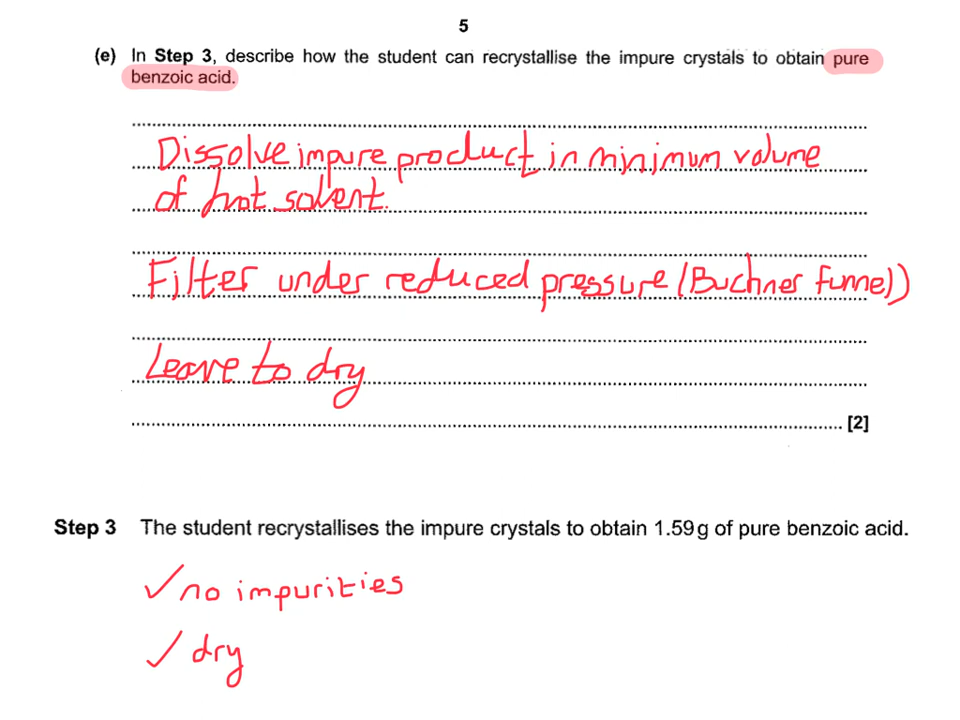 5
(e) In Step 3, describe how the student can recrystallise the impure crystals to obtain pure
benzoic acid.
Dissolve impure product in minimum volume
of hot solvent.
Filter under reduced pressure (Buchner funnel)
Leave to dry
[2]
Step 3 The student recrystallises the impure crystals to obtain 1.59 g of pure benzoic acid.
✓ no impurities
✓ dry